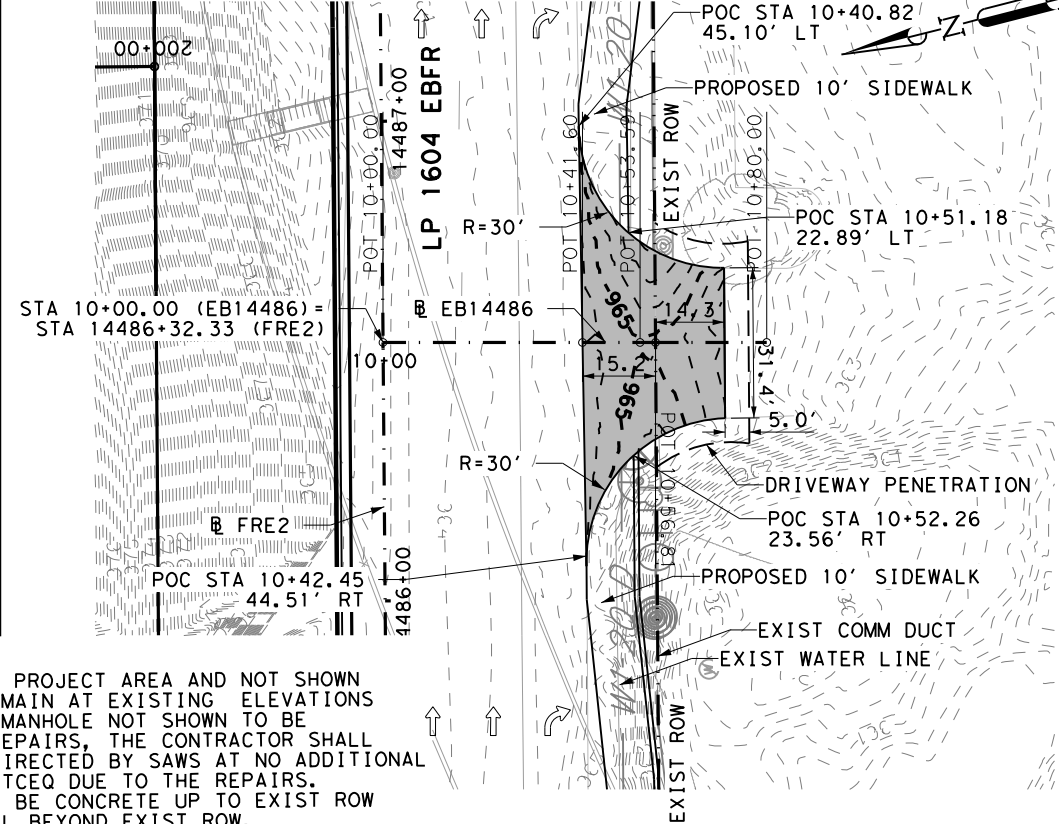 POC STA 10+40.82
45.10' LT
N
200+00
PROPOSED 10' SIDEWALK
14487+00
LP 1604 EBFR
EXIST ROW
POT 10+00.00
POT 10+41.60
POT 10+53.59
POT 10+80.00
POC STA 10+51.18
22.89' LT
R=30'
STA 10+00.00 (EB14486)=
STA 14486+32.33 (FRE2)
EB14486
965
14.3
10+00
15.2'
965
31.4'
5.0'
R=30'
POT 10+56.81
DRIVEWAY PENETRATION
FRE2
POC STA 10+52.26
23.56' RT
POC STA 10+42.45
44.51' RT
14486+00
PROPOSED 10' SIDEWALK
EXIST COMM DUCT
EXIST WATER LINE
W
EXIST ROW
PROJECT AREA AND NOT SHOWN
MAIN AT EXISTING ELEVATIONS
MANHOLE NOT SHOWN TO BE
EPAIRS, THE CONTRACTOR SHALL
IRECTED BY SAWS AT NO ADDITIONAL
TCEQ DUE TO THE REPAIRS.
BE CONCRETE UP TO EXIST ROW
L BEYOND EXIST ROW.